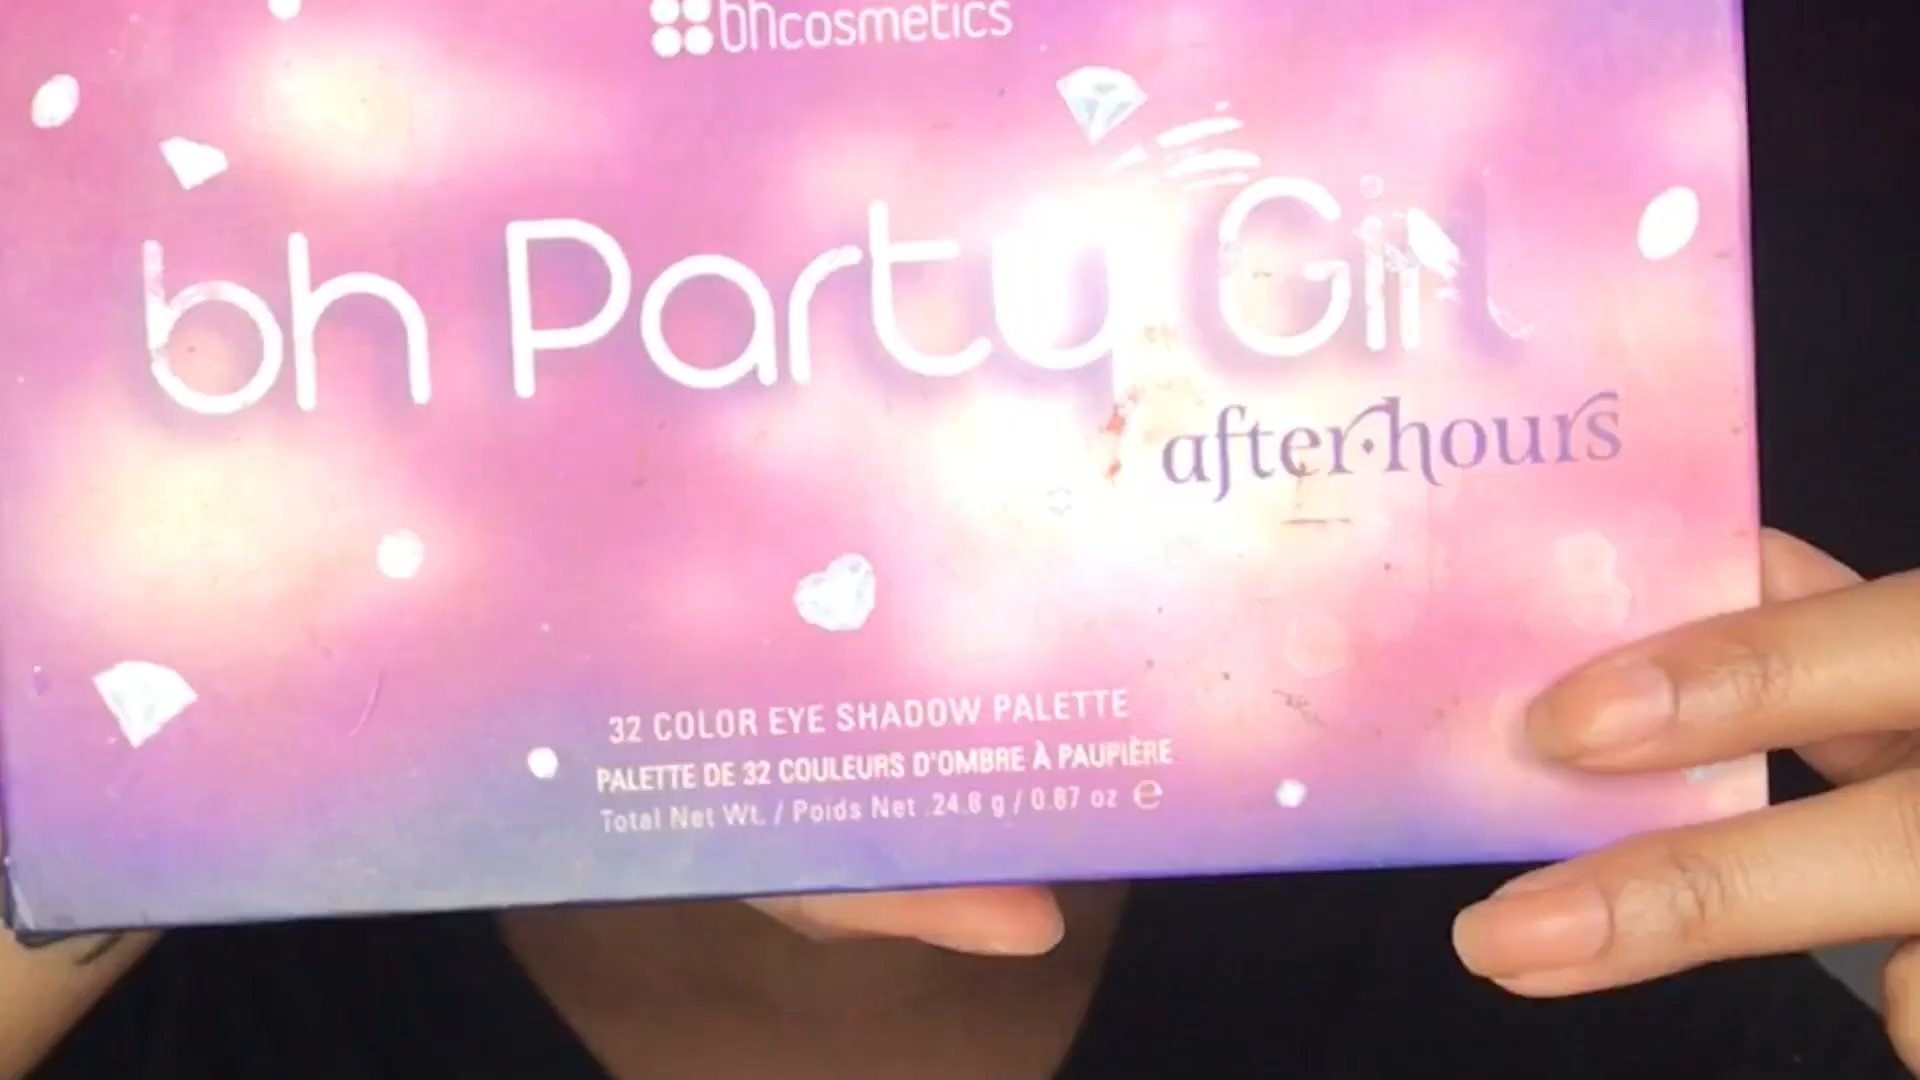 bhcosmetics
bh Party Girl
after·hours
32 COLOR EYE SHADOW PALETTE
PALETTE DE 32 COULEURS D'OMBRE À PAUPIÈRE
Total Net Wt. / Poids Net 24.8 g / 0.87 oz ℮